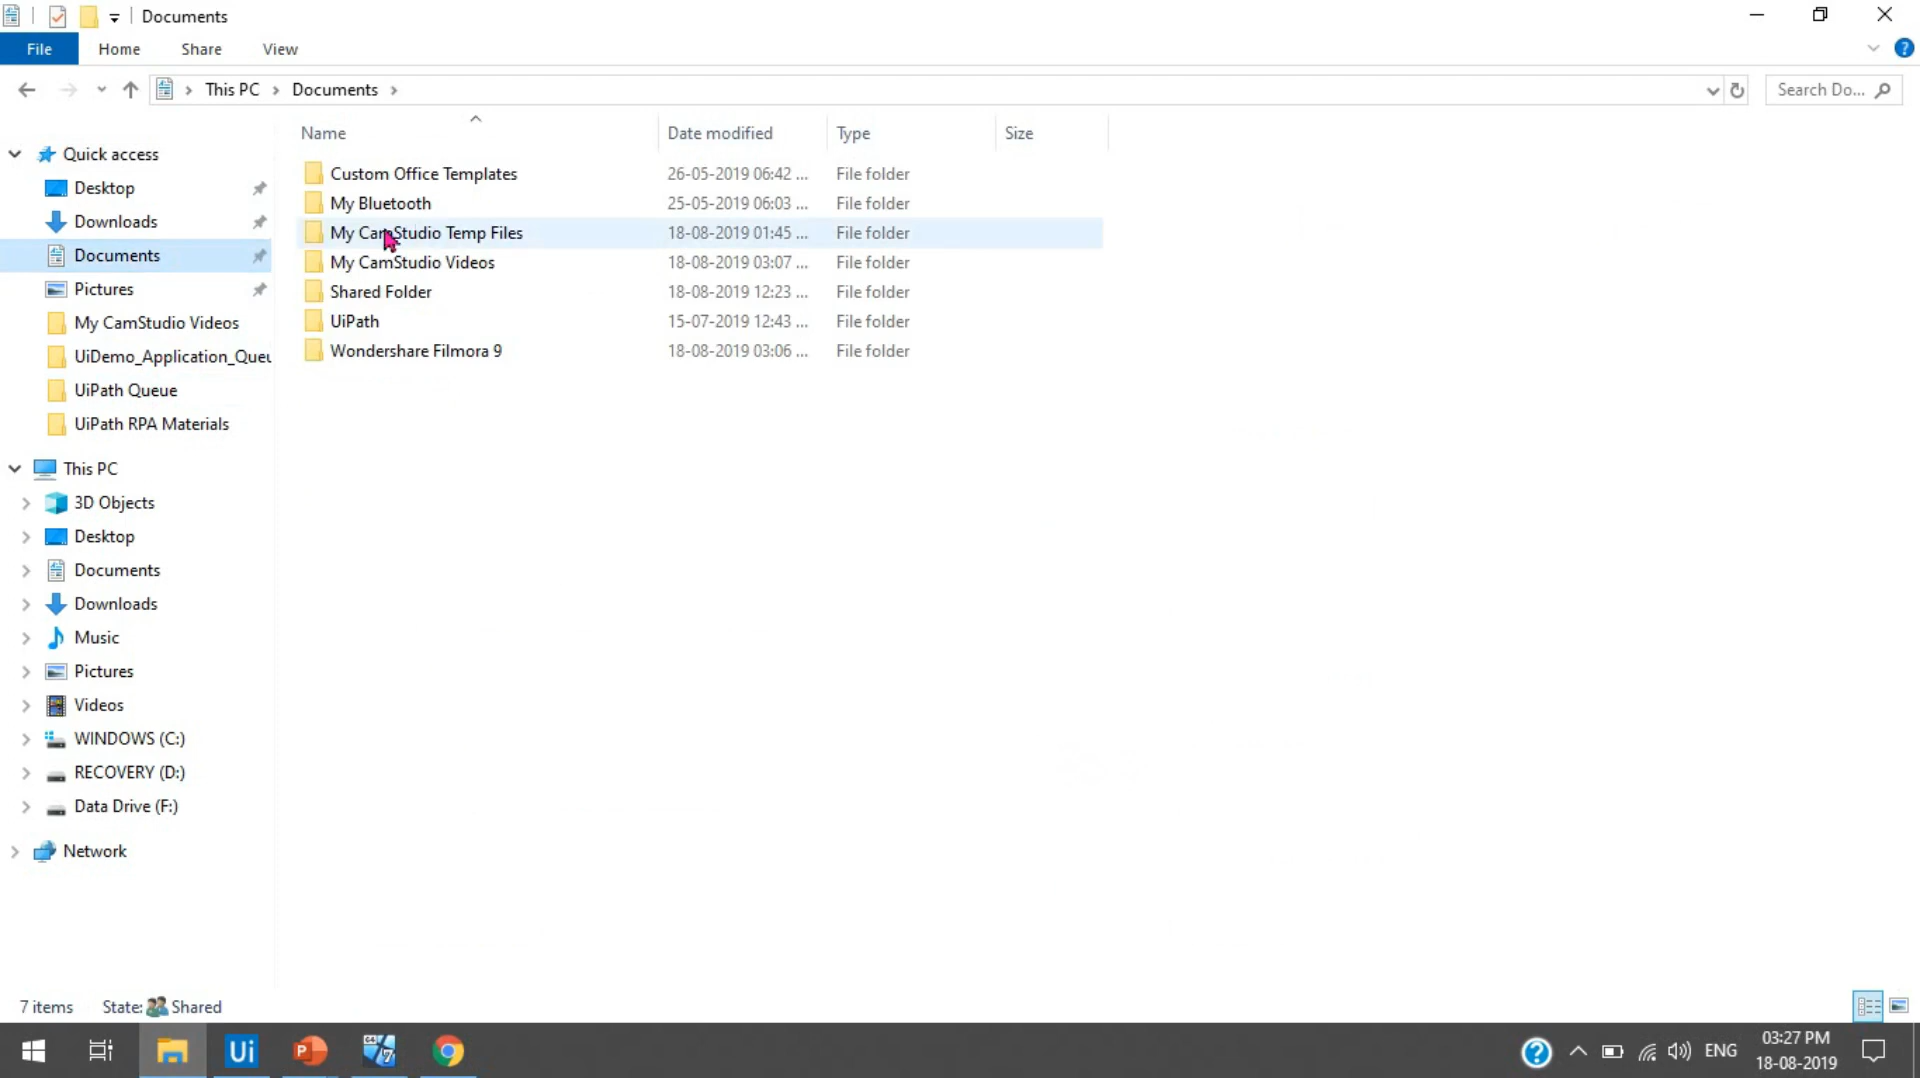 Documents
File Home Share View
This PC Documents Search Do...
Name Date modified Type Size
Quick access
Desktop
Downloads
Documents
Pictures
My CamStudio Videos
UiDemo_Application_Queu
UiPath Queue
UiPath RPA Materials
This PC
3D Objects
Desktop
Documents
Downloads
Music
Pictures
Videos
WINDOWS (C:)
RECOVERY (D:)
Data Drive (F:)
Network
Custom Office Templates 26-05-2019 06:42 ... File folder
My Bluetooth 25-05-2019 06:03 ... File folder
My CamStudio Temp Files 18-08-2019 01:45 ... File folder
My CamStudio Videos 18-08-2019 03:07 ... File folder
Shared Folder 18-08-2019 12:23 ... File folder
UiPath 15-07-2019 12:43 ... File folder
Wondershare Filmora 9 18-08-2019 03:06 ... File folder
7 items State: Shared
Ui P 7 ENG 03:27 PM
18-08-2019